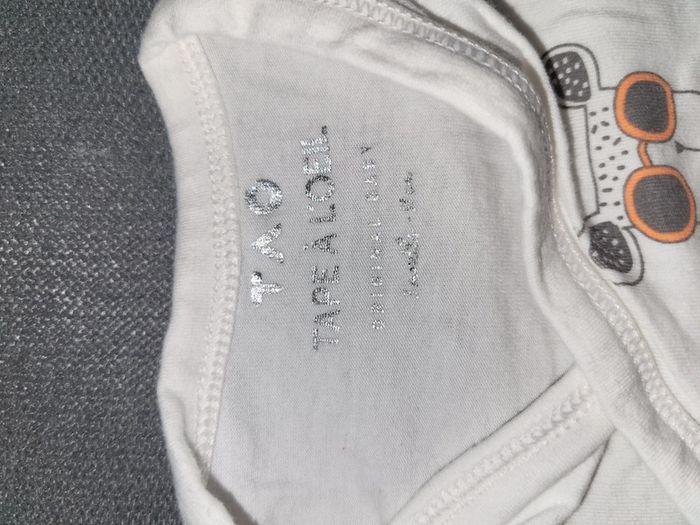 TAO
TAPE À L'OEIL
ORIGINAL BABY